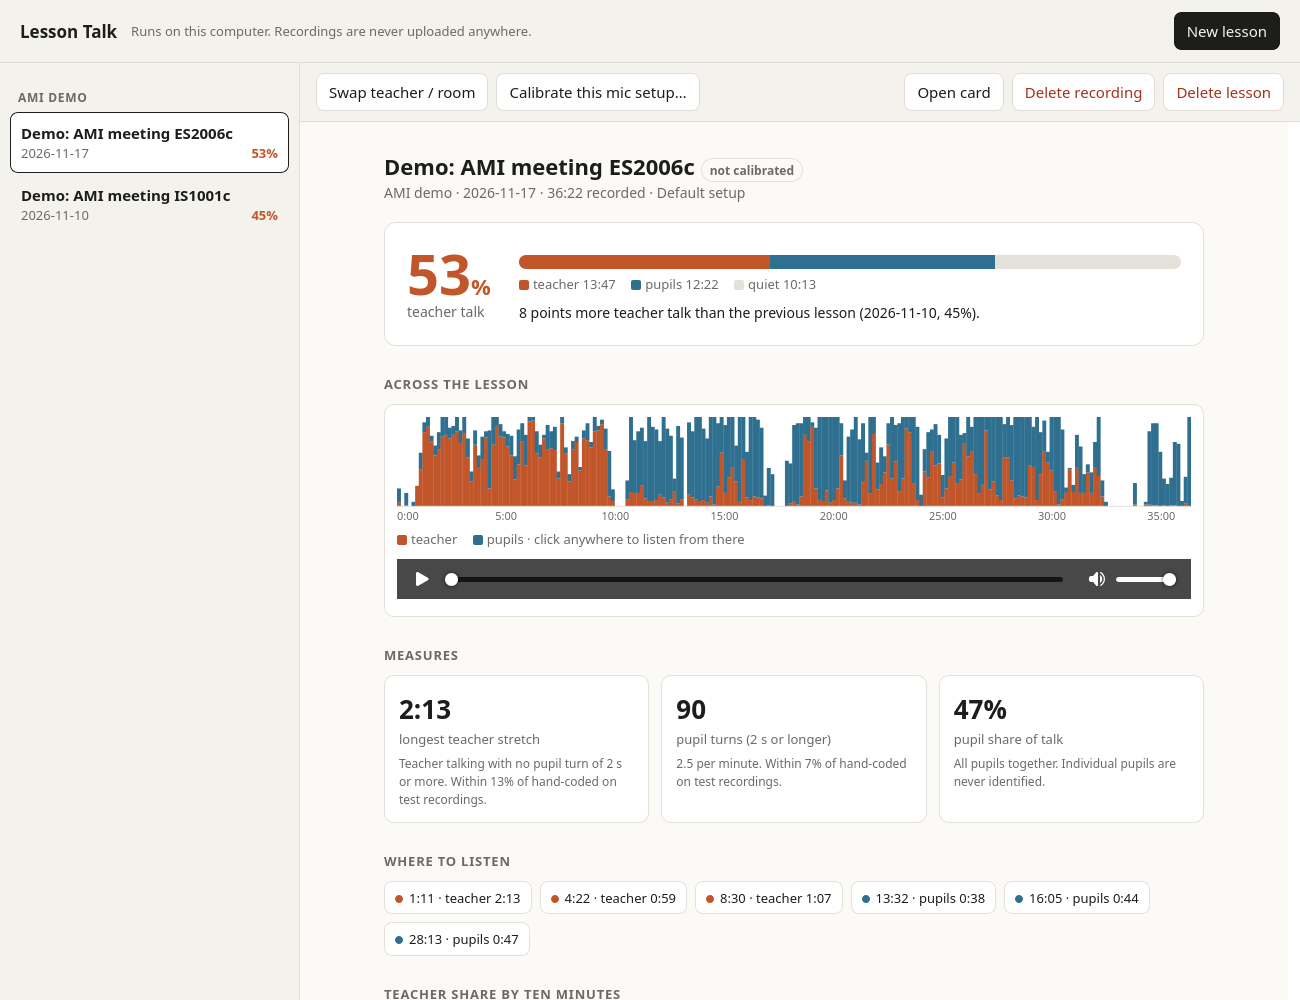 Lesson Talk
Runs on this computer. Recordings are never uploaded anywhere.
New lesson
AMI DEMO
Demo: AMI meeting ES2006c
2026-11-17
53%
Demo: AMI meeting IS1001c
2026-11-10
45%
Swap teacher / room
Calibrate this mic setup...
Open card
Delete recording
Delete lesson
Demo: AMI meeting ES2006c
not calibrated
AMI demo · 2026-11-17 · 36:22 recorded · Default setup
53%
teacher talk
teacher 13:47
pupils 12:22
quiet 10:13
8 points more teacher talk than the previous lesson (2026-11-10, 45%).
ACROSS THE LESSON
0:00
5:00
10:00
15:00
20:00
25:00
30:00
35:00
teacher
pupils · click anywhere to listen from there
MEASURES
2:13
longest teacher stretch
Teacher talking with no pupil turn of 2 s
or more. Within 13% of hand-coded on
test recordings.
90
pupil turns (2 s or longer)
2.5 per minute. Within 7% of hand-coded
on test recordings.
47%
pupil share of talk
All pupils together. Individual pupils are
never identified.
WHERE TO LISTEN
1:11 · teacher 2:13
4:22 · teacher 0:59
8:30 · teacher 1:07
13:32 · pupils 0:38
16:05 · pupils 0:44
28:13 · pupils 0:47
TEACHER SHARE BY TEN MINUTES